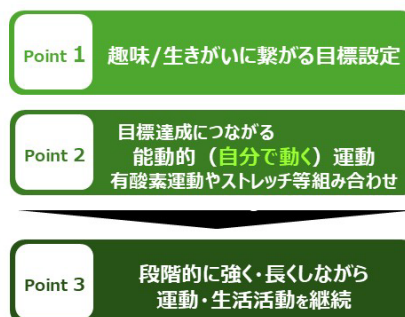 Point 1
趣味/生きがいに繋がる目標設定
Point 2
目標達成につながる
能動的（自分で動く）運動
有酸素運動やストレッチ等組み合わせ
Point 3
段階的に強く・長くしながら
運動・生活活動を継続